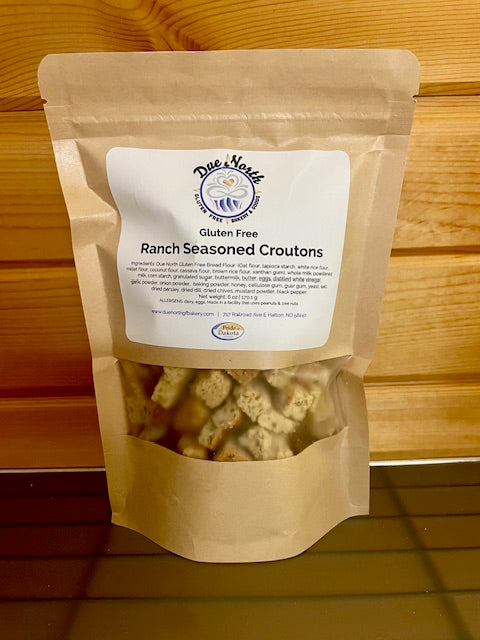 Due North
GLUTEN FREE BAKERY & GOODS
Gluten Free
Ranch Seasoned Croutons
Ingredients: Due North Gluten Free Bread Flour (Oat flour, tapioca starch, white rice flour,
millet flour, coconut flour, cassava flour, brown rice flour, xanthan gum), whole milk, powdered
milk, corn starch, granulated sugar, buttermilk, butter, eggs, distilled white vinegar,
garlic powder, onion powder, baking powder, honey, cellulose gum, guar gum, yeast, salt,
dried parsley, dried dill, dried chives, mustard powder, black pepper.
Net weight: 6 oz | 170.1 g
ALLERGENS: dairy, eggs. Made in a facility that uses peanuts & tree nuts
www.duenorthgfbakery.com | 717 Railroad Ave E Hatton, ND
Pride of
Dakota